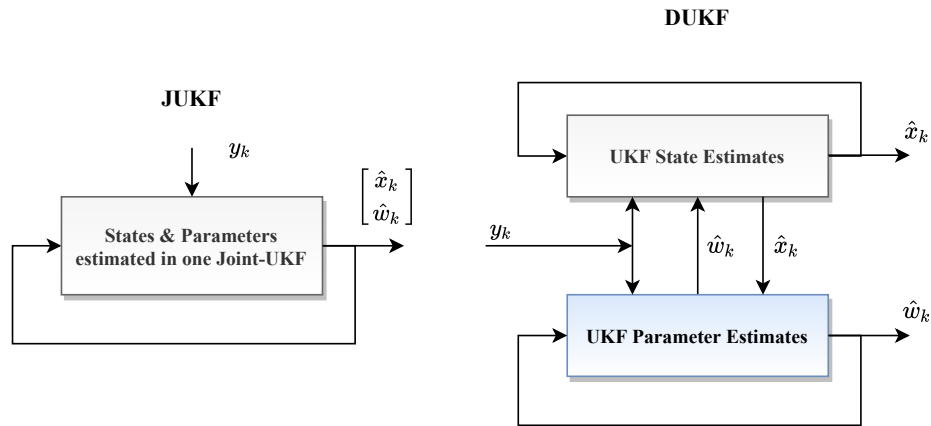 JUKF
y_k
[ x̂_k
ŵ_k ]
States & Parameters
estimated in one Joint-UKF
DUKF
UKF State Estimates
x̂_k
y_k
ŵ_k
x̂_k
UKF Parameter Estimates
ŵ_k